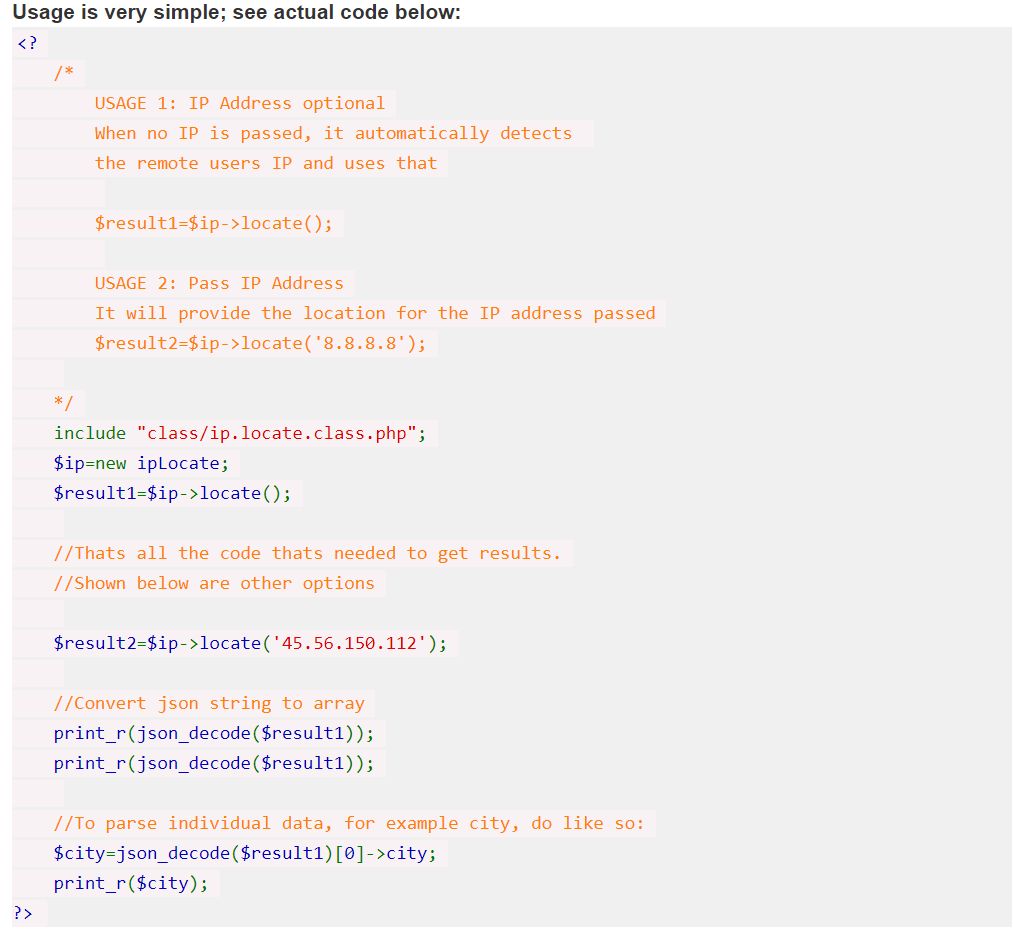 Usage is very simple; see actual code below:
<?
/*
USAGE 1: IP Address optional
When no IP is passed, it automatically detects
the remote users IP and uses that
$result1=$ip->locate();
USAGE 2: Pass IP Address
It will provide the location for the IP address passed
$result2=$ip->locate('8.8.8.8');
*/
include "class/ip.locate.class.php";
$ip=new ipLocate;
$result1=$ip->locate();
//Thats all the code thats needed to get results.
//Shown below are other options
$result2=$ip->locate('45.56.150.112');
//Convert json string to array
print_r(json_decode($result1));
print_r(json_decode($result1));
//To parse individual data, for example city, do like so:
$city=json_decode($result1)[0]->city;
print_r($city);
?>